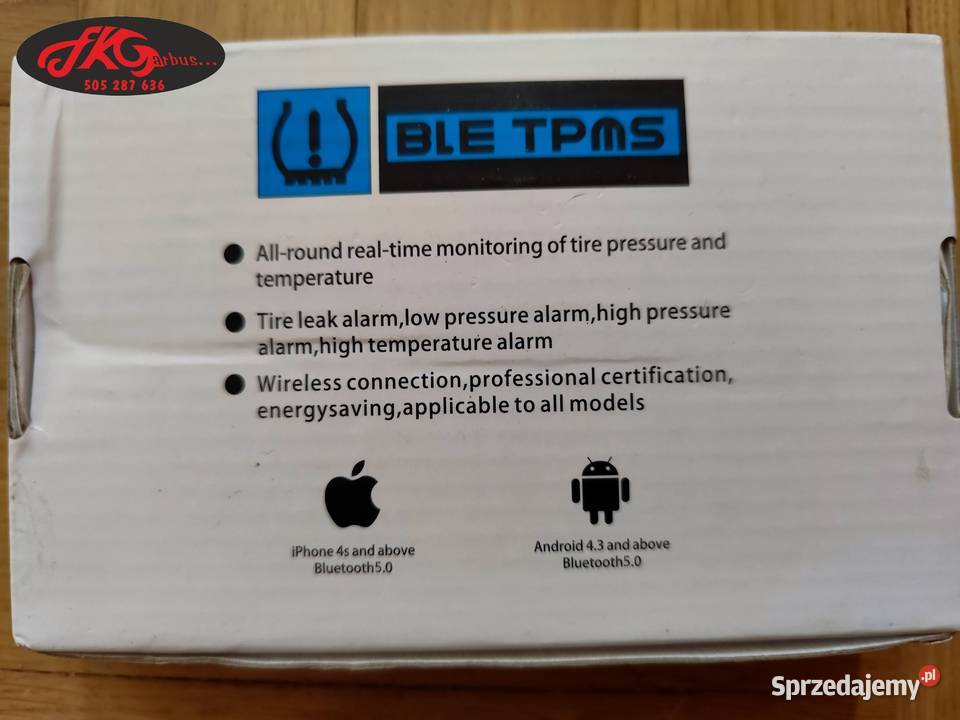 JKGarbus...
505 287 636
BLE TPMS
All-round real-time monitoring of tire pressure and
temperature
Tire leak alarm,low pressure alarm,high pressure
alarm,high temperature alarm
Wireless connection,professional certification,
energysaving,applicable to all models
iPhone 4s and above
Bluetooth5.0
Android 4.3 and above
Bluetooth5.0
Sprzedajemy.pl